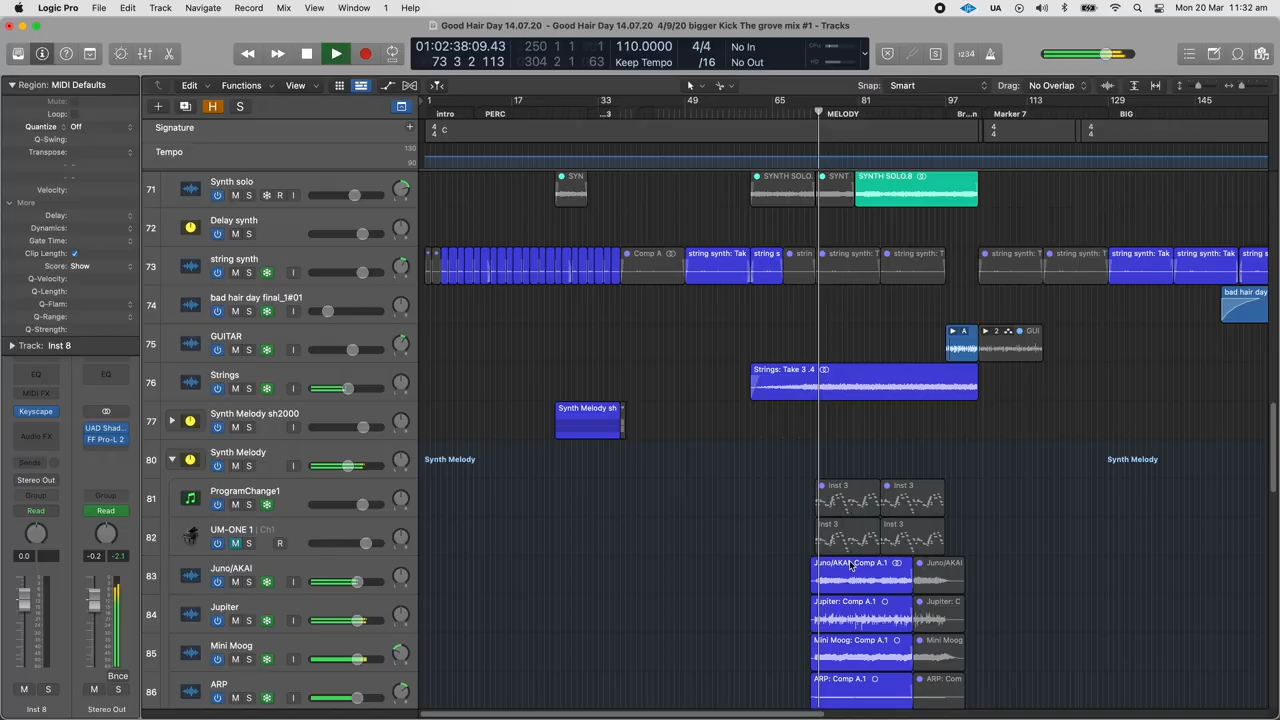 Logic Pro File Edit Track Navigate Record Mix View Window 1 Help UA Mon 20 Mar 11:32 am
Good Hair Day 14.07.20 - Good Hair Day 14.07.20 4/9/20 bigger Kick The grove mix #1 - Tracks
01:02:38:09.43 250 1 1 1 110.0000 4/4 No In
73 3 2 113 0304 2 1 63 Keep Tempo /16 No Out
CPU
HD
1234
Region: MIDI Defaults
Edit Functions View Snap: Smart Drag: No Overlap
Mute:
Loop:
Quantize Off
Q-Swing:
Transpose:
Velocity:
More
Delay:
Dynamics:
Gate Time:
Clip Length:
Score: Show
Q-Velocity:
Q-Length:
Q-Flam:
Q-Range:
Q-Strength:
Track: Inst 8
EQ EQ
MIDI FX
Keyscape
Audio FX
UAD Shad...
FF Pro-L 2
Sends
Stereo Out
Group Group
Read Read
0.0 -0.2 -2.1
Bnce
M S M S
Inst 8 Stereo Out
H S
1 17 33 49 65 81 97 113 129 145
intro PERC ...3 MELODY Br...n Marker 7 BIG
Signature + 4/4 C 4/4 4/4
Tempo 130 90
71 Synth solo M S R I
SYN SYNTH SOLO. SYNT SYNTH SOLO.8
72 Delay synth M S
73 string synth M S I
Comp A string synth: Tak string s strin string synth: T string synth: T string synth: T string synth: T string synth: Tak string synth: Tak string s
74 bad hair day final_1#01 M S I
bad hair day
75 GUITAR M S I
A 2 GUI
76 Strings M S I
Strings: Take 3 .4
77 Synth Melody sh2000 M S
Synth Melody sh
80 Synth Melody M S I
Synth Melody Synth Melody
81 ProgramChange1 M S
Inst 3 Inst 3
82 UM-ONE 1 | Ch1 M S R
Inst 3 Inst 3
83 Juno/AKAI M S I
Juno/AKAI: Comp A.1 Juno/AKAI
84 Jupiter M S I
Jupiter: Comp A.1 Jupiter: C
85 Mini Moog M S I
Mini Moog: Comp A.1 Mini Moog
86 ARP M S I
ARP: Comp A.1 ARP: Com